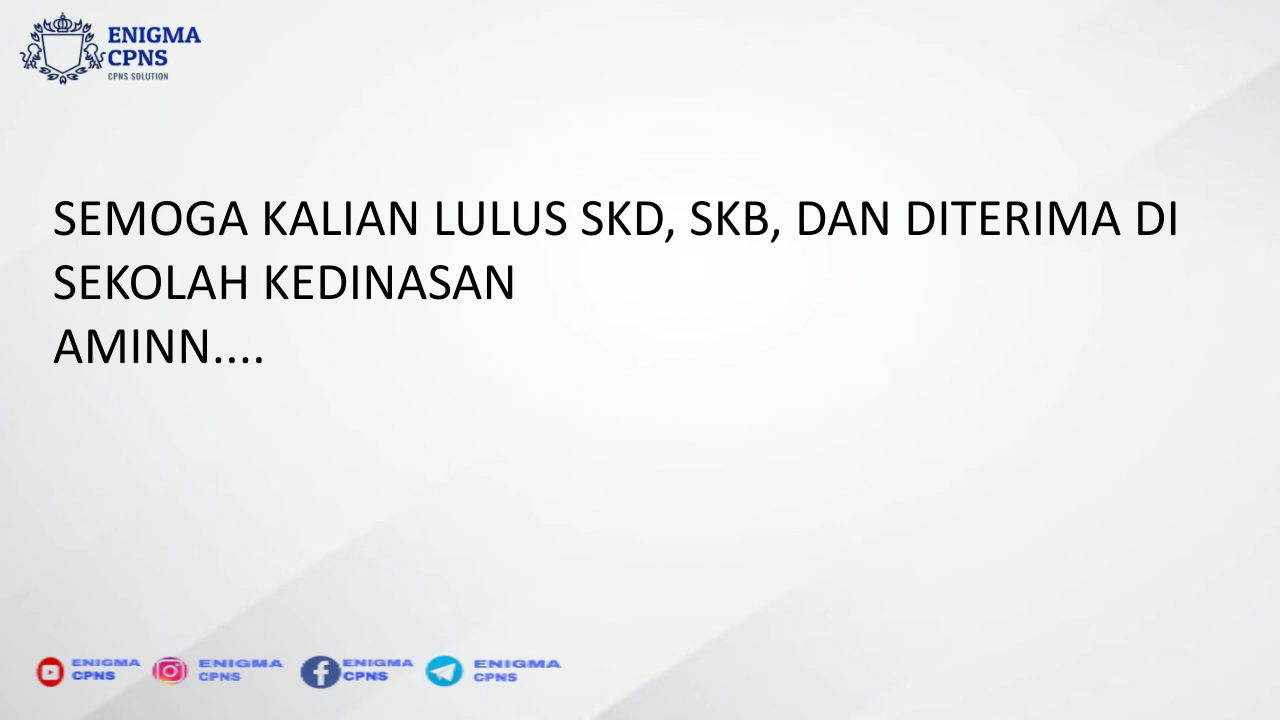 ENIGMA
CPNS
CPNS SOLUTION
SEMOGA KALIAN LULUS SKD, SKB, DAN DITERIMA DI
SEKOLAH KEDINASAN
AMINN....
ENIGMA
CPNS
ENIGMA
CPNS
ENIGMA
CPNS
ENIGMA
CPNS